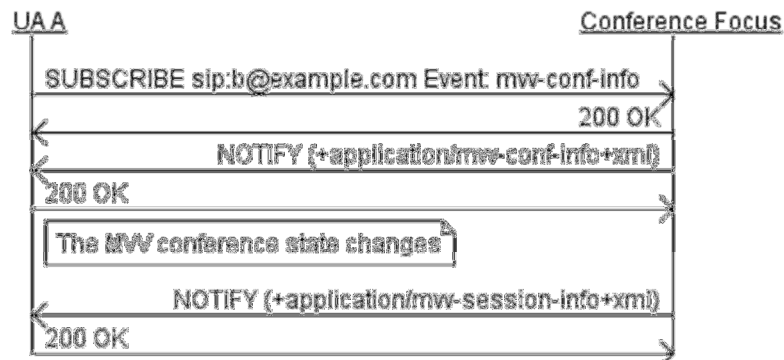 UA A
Conference Focus
SUBSCRIBE sip:b@example.com Event: mw-conf-info
200 OK
NOTIFY (+application/mw-conf-info+xml)
200 OK
The MW conference state changes
NOTIFY (+application/mw-session-info+xml)
200 OK